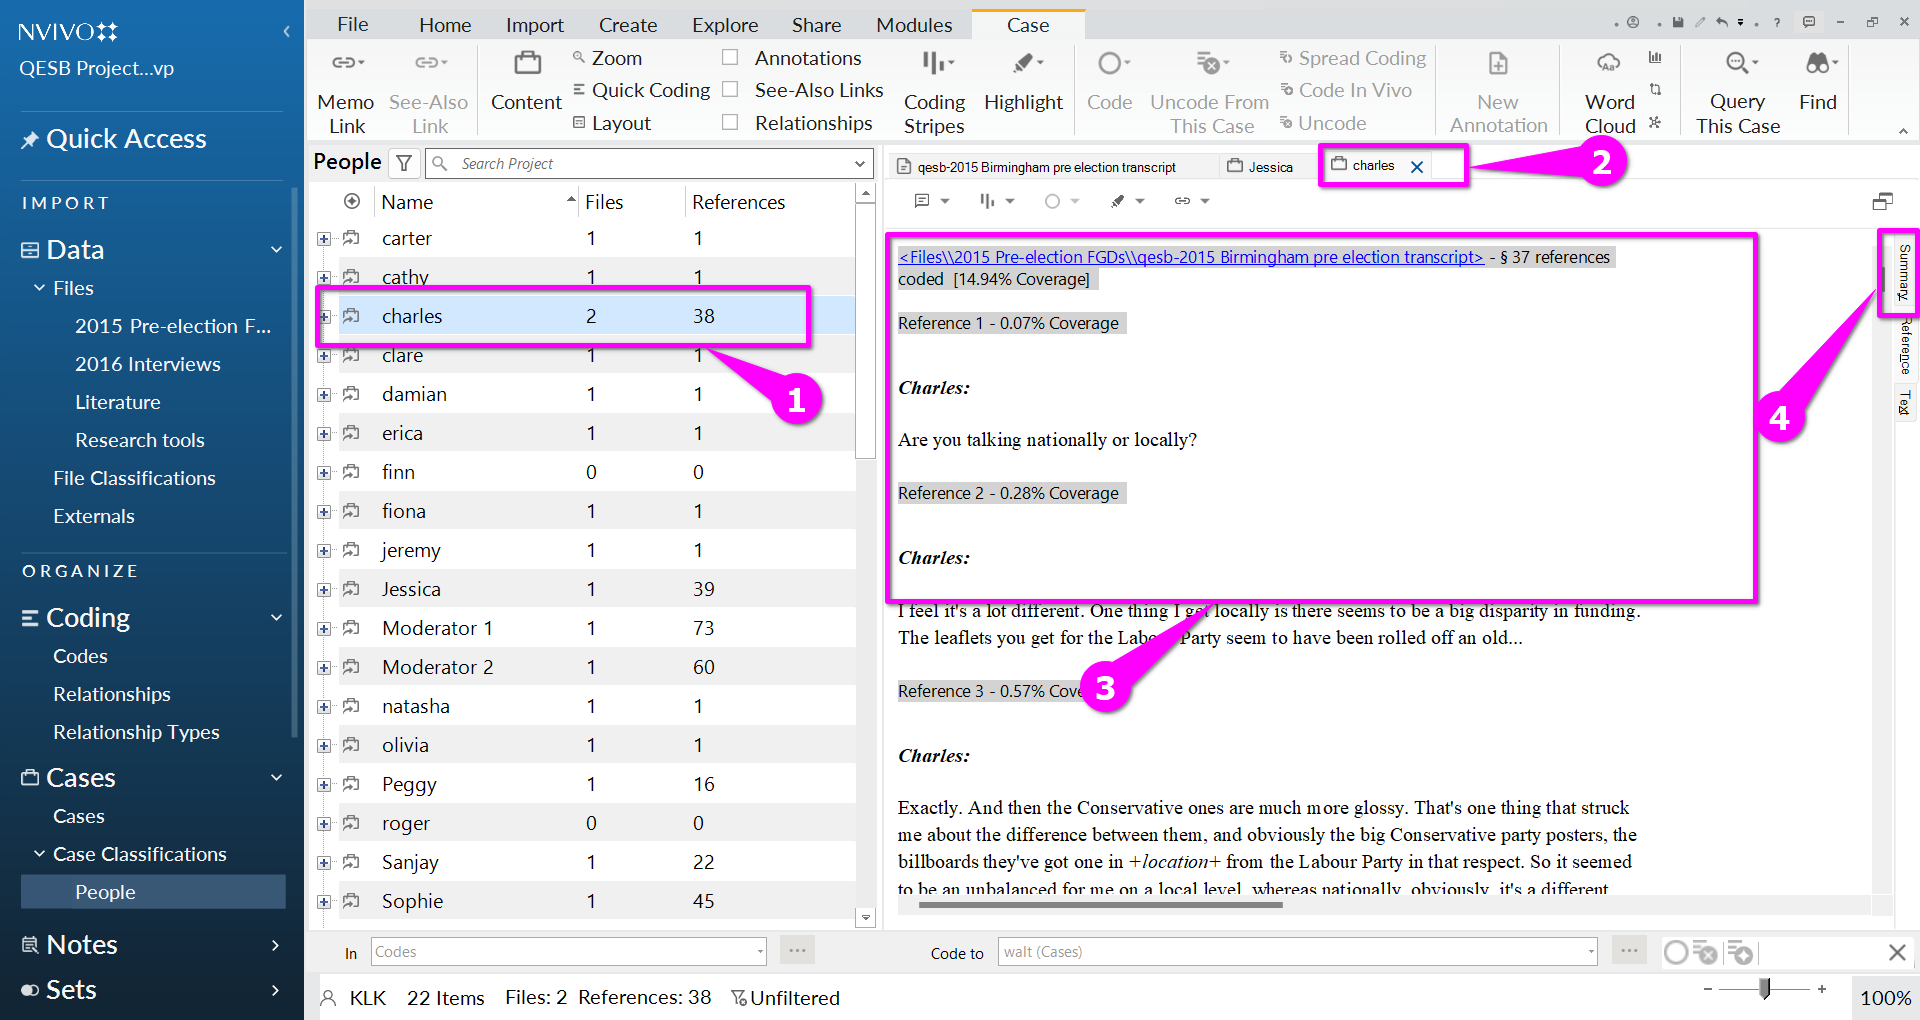 NVIVO
QESB Project...vp
Quick Access
IMPORT
Data
Files
2015 Pre-election F...
2016 Interviews
Literature
Research tools
File Classifications
Externals
ORGANIZE
Coding
Codes
Relationships
Relationship Types
Cases
Cases
Case Classifications
People
Notes
Sets
File Home Import Create Explore Share Modules Case
Memo Link
See-Also Link
Content
Zoom
Quick Coding
Layout
Annotations
See-Also Links
Relationships
Coding Stripes
Highlight
Code
Uncode From This Case
Spread Coding
Code In Vivo
Uncode
New Annotation
Word Cloud
Query This Case
Find
People
Search Project
Name Files References
carter 1 1
cathy 1 1
charles 2 38
clare 1 1
damian 1 1
erica 1 1
finn 0 0
fiona 1 1
jeremy 1 1
Jessica 1 39
Moderator 1 1 73
Moderator 2 1 60
natasha 1 1
olivia 1 1
Peggy 1 16
roger 0 0
Sanjay 1 22
Sophie 1 45
1
qesb-2015 Birmingham pre election transcript
Jessica
charles
2
<Files\\2015 Pre-election FGDs\\qesb-2015 Birmingham pre election transcript> - § 37 references
coded [14.94% Coverage]
Reference 1 - 0.07% Coverage
Charles:
Are you talking nationally or locally?
Reference 2 - 0.28% Coverage
Charles:
I feel it's a lot different. One thing I get locally is there seems to be a big disparity in funding.
The leaflets you get for the Labour Party seem to have been rolled off an old...
Reference 3 - 0.57% Cove
3
Charles:
Exactly. And then the Conservative ones are much more glossy. That's one thing that struck
me about the difference between them, and obviously the big Conservative party posters, the
billboards they've got one in +location+ from the Labour Party in that respect. So it seemed
to be an unbalanced for me on a local level, whereas nationally, obviously, it's a different
Summary
Reference
Text
4
In Codes ...
Code to walt (Cases) ...
KLK 22 Items Files: 2 References: 38 Unfiltered
100%